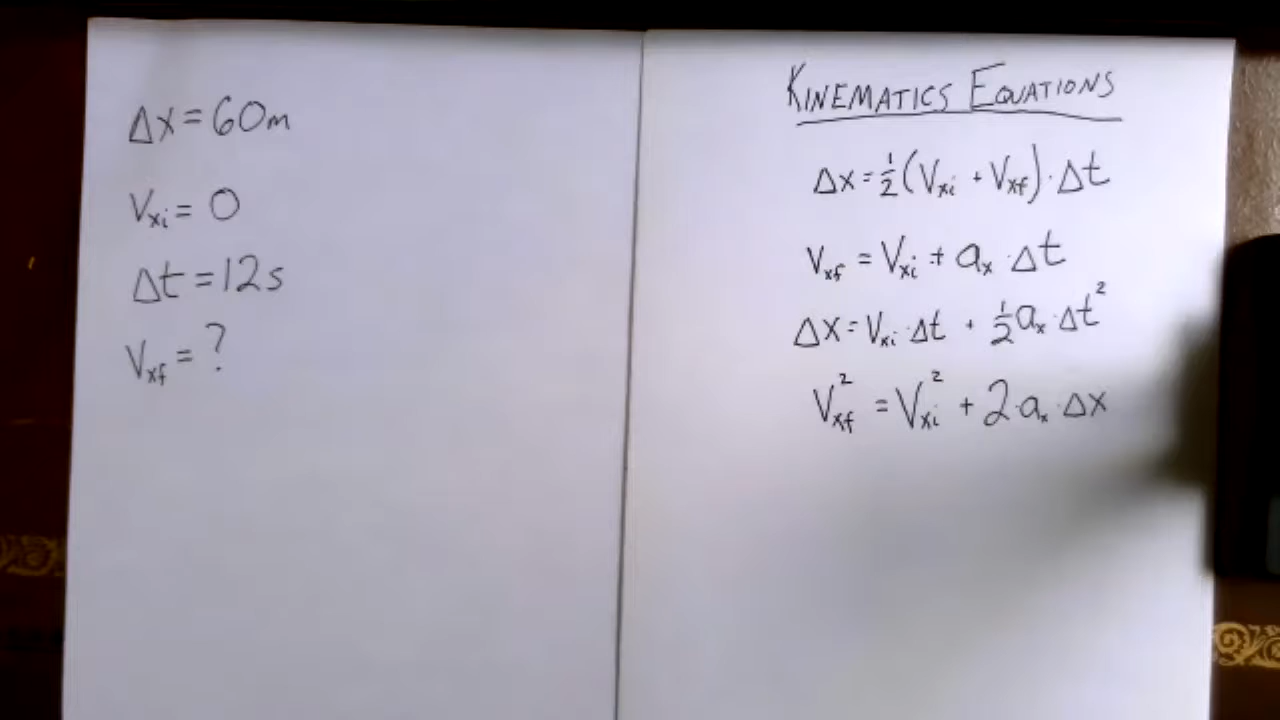 Δx = 60m
Vxi = 0
Δt = 12s
Vxf = ?
KINEMATICS EQUATIONS
Δx = ½(Vxi + Vxf) · Δt
Vxf = Vxi + ax · Δt
Δx = Vxi · Δt + ½ax · Δt²
Vxf² = Vxi² + 2 · ax · Δx